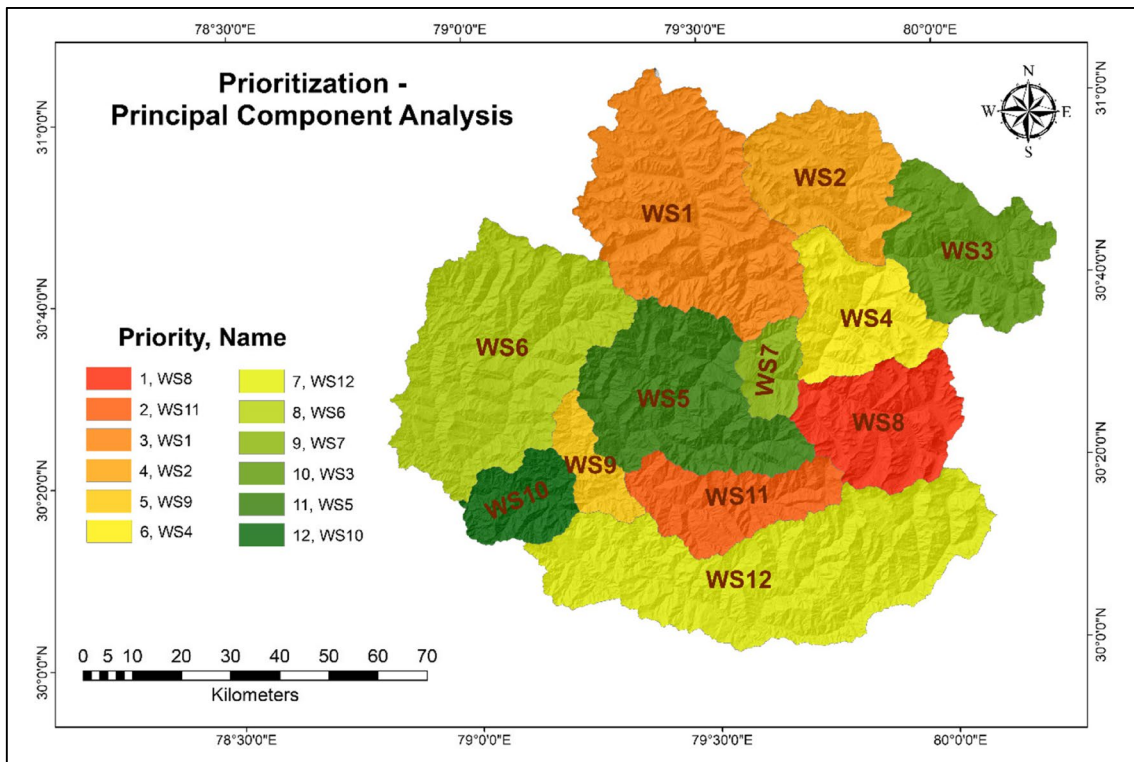 78°30'0"E 79°0'0"E 79°30'0"E 80°0'0"E
Prioritization -
Principal Component Analysis
N
W E
S
31°0'0"N
31°0'0"N
WS1
WS2
WS3
30°40'0"N
30°40'0"N
WS4
WS6
WS7
WS5
WS8
30°20'0"N
30°20'0"N
WS9
WS10
WS11
WS12
30°0'0"N
30°0'0"N
Priority, Name
1, WS8
2, WS11
3, WS1
4, WS2
5, WS9
6, WS4
7, WS12
8, WS6
9, WS7
10, WS3
11, WS5
12, WS10
0 5 10 20 30 40 50 60 70
Kilometers
78°30'0"E 79°0'0"E 79°30'0"E 80°0'0"E